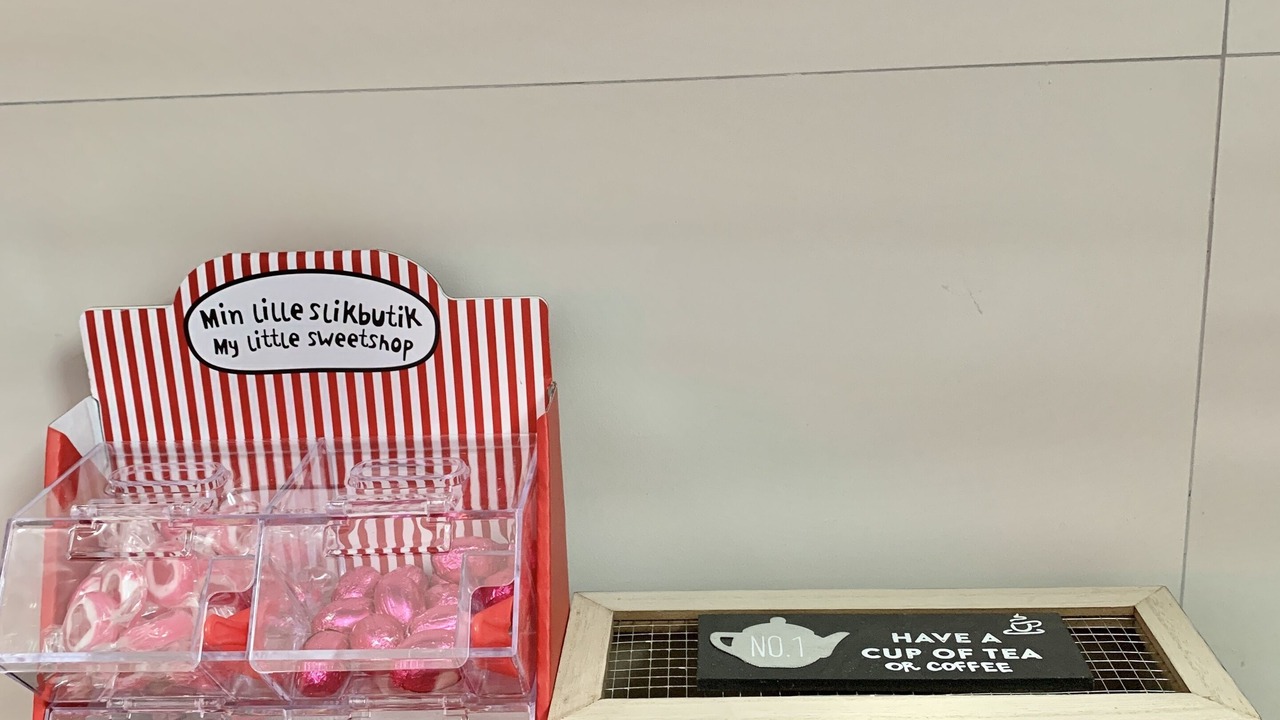 Min lille slikbutik
My little sweetshop
NO.1
HAVE A
CUP OF TEA
OR COFFEE